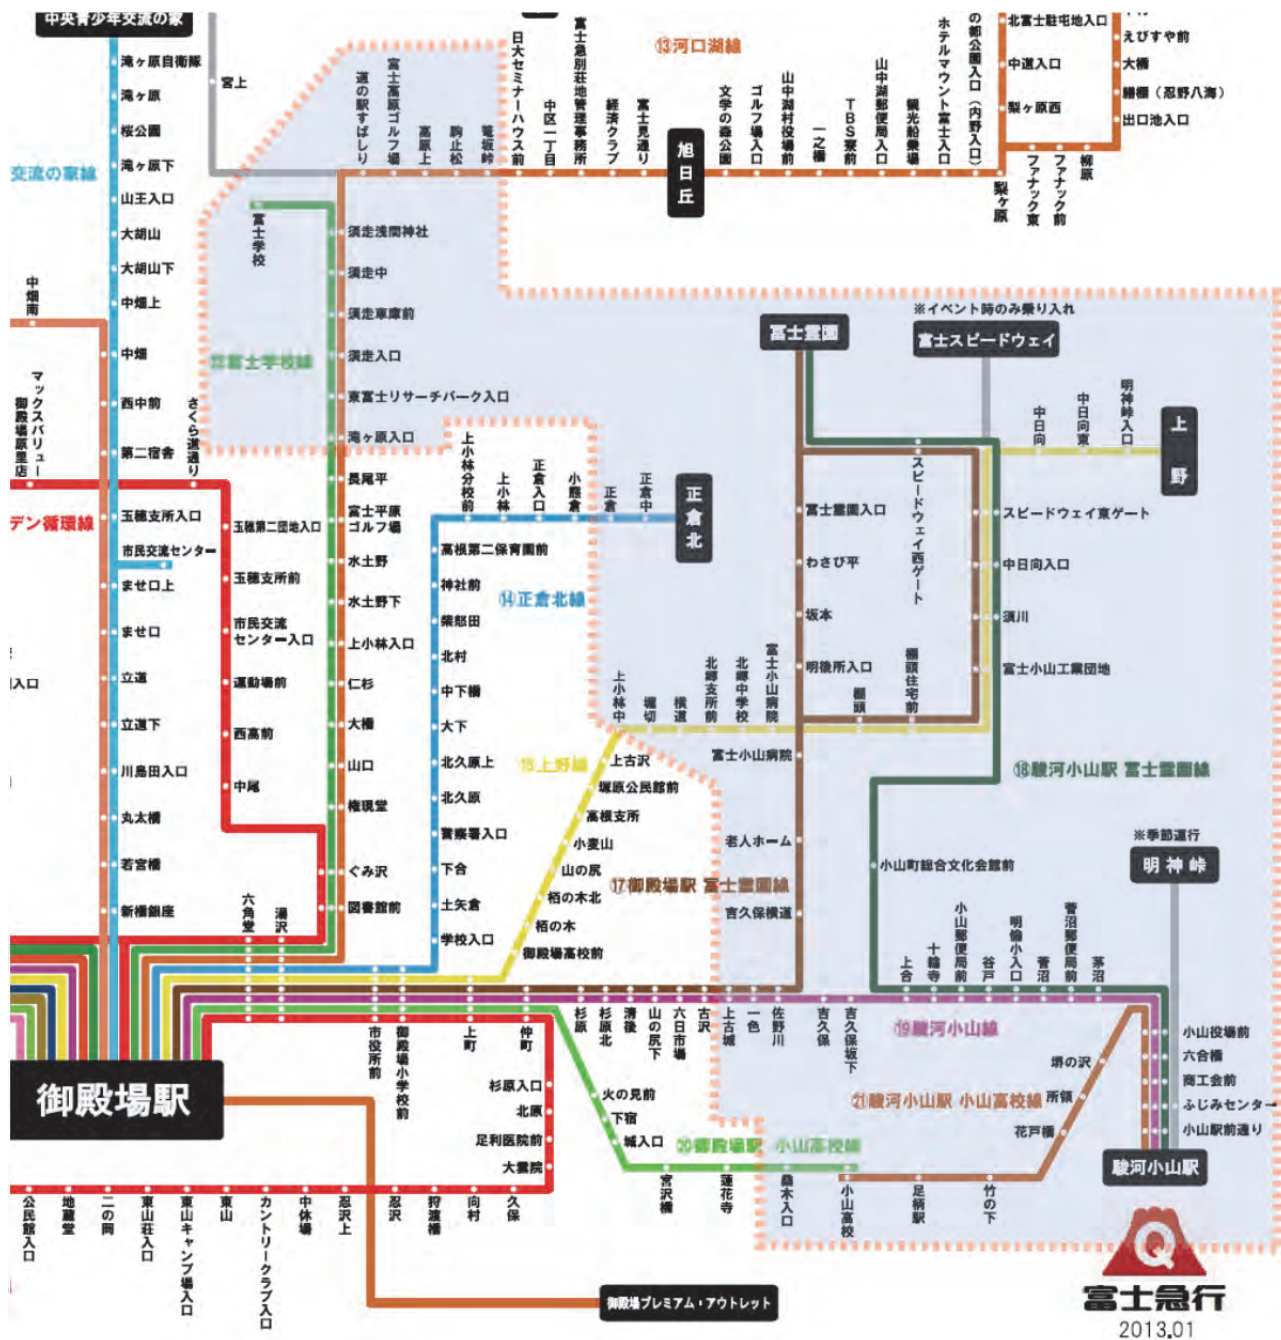 中央青少年交流の家
滝ヶ原自衛隊
滝ヶ原
桜公園
滝ヶ原下
交流の家線
山王入口
大胡山
大胡山下
中畑上
中畑南
中畑
西中前
第二宿舎
さくら道通り
マックスバリュー
御殿場原里店
デン循環線
玉穂支所入口
市民交流センター
ませ口上
ませ口
立道
立道下
川島田入口
丸太橋
若宮橋
新橋銀座
入口
玉穂第二団地入口
玉穂支所前
市民交流
センター入口
運動場前
西高前
中尾
六角堂
湯沢
宮上
道の駅すばしり
富士高原ゴルフ場
高原上
駒止松
篭坂峠
日大セミナーハウス前
中区一丁目
富士急別荘地管理事務所
経済クラブ
富士見通り
⑬河口湖線
旭日丘
文学の森公園
ゴルフ場入口
山中湖村役場前
一之橋
TBS寮前
山中湖郵便局入口
観光船乗場
ホテルマウント富士入口
の都公園入口(内野入口)
北富士駐屯地入口
中道入口
梨ヶ原西
梨ヶ原
ファナック東
ファナック前
柳原
えびすや前
大橋
膳棚(忍野八海)
出口池入口
富士学校
㉒富士学校線
須走浅間神社
須走中
須走車庫前
須走入口
東富士リサーチパーク入口
滝ヶ原入口
長尾平
富士平原
ゴルフ場
水土野
水土野下
上小林入口
仁杉
大橋
山口
権現堂
ぐみ沢
図書館前
上小林分校前
上小林
正倉入口
小熊倉
正倉
正倉中
正倉北
⑭正倉北線
高根第二保育園前
神社前
柴怒田
北村
中下橋
大下
北久原上
北久原
警察署入口
下合
土矢倉
学校入口
⑮上野線
上古沢
塚原公民館前
高根支所
小麦山
山の尻
栢の木北
栢の木
御殿場高校前
上小林中
堀切
横道
北郷支所前
北郷中学校
富士小山病院
棚頭
棚頭住宅前
富士霊園
※イベント時のみ乗り入れ
富士スピードウェイ
中日向
中日向東
明神峠入口
上野
スピードウェイ西ゲート
スピードウェイ東ゲート
中日向入口
須川
富士小山工業団地
富士霊園入口
わさび平
坂本
明後所入口
富士小山病院
老人ホーム
吉久保横道
⑰御殿場駅 富士霊園線
⑱駿河小山駅 富士霊園線
小山町総合文化会館前
※季節運行
明神峠
上合
十輪寺
小山郵便局前
谷戸
明倫小入口
菅沼
菅沼郵便局前
茅沼
⑲駿河小山線
市役所前
御殿場小学校前
上町
仲町
杉原
杉原北
清後
山の尻下
六日市場
古沢
上古城
一色
佐野川
吉久保
吉久保坂下
小山役場前
六合橋
商工会前
ふじみセンター
小山駅前通り
駿河小山駅
堺の沢
所領
花戸橋
㉑駿河小山駅 小山高校線
⑳御殿場駅 小山高校線
御殿場駅
杉原入口
北原
足利医院前
大雲院
火の見前
下宿
城入口
宮沢橋
蓮花寺
桑木入口
小山高校
足柄駅
竹の下
公民館入口
地蔵堂
二の岡
東山荘入口
東山キャンプ場入口
東山
カントリークラブ入口
中休場
忍沢上
忍沢
狩渡橋
向村
久保
御殿場プレミアム・アウトレット
Q
富士急行
2013.01